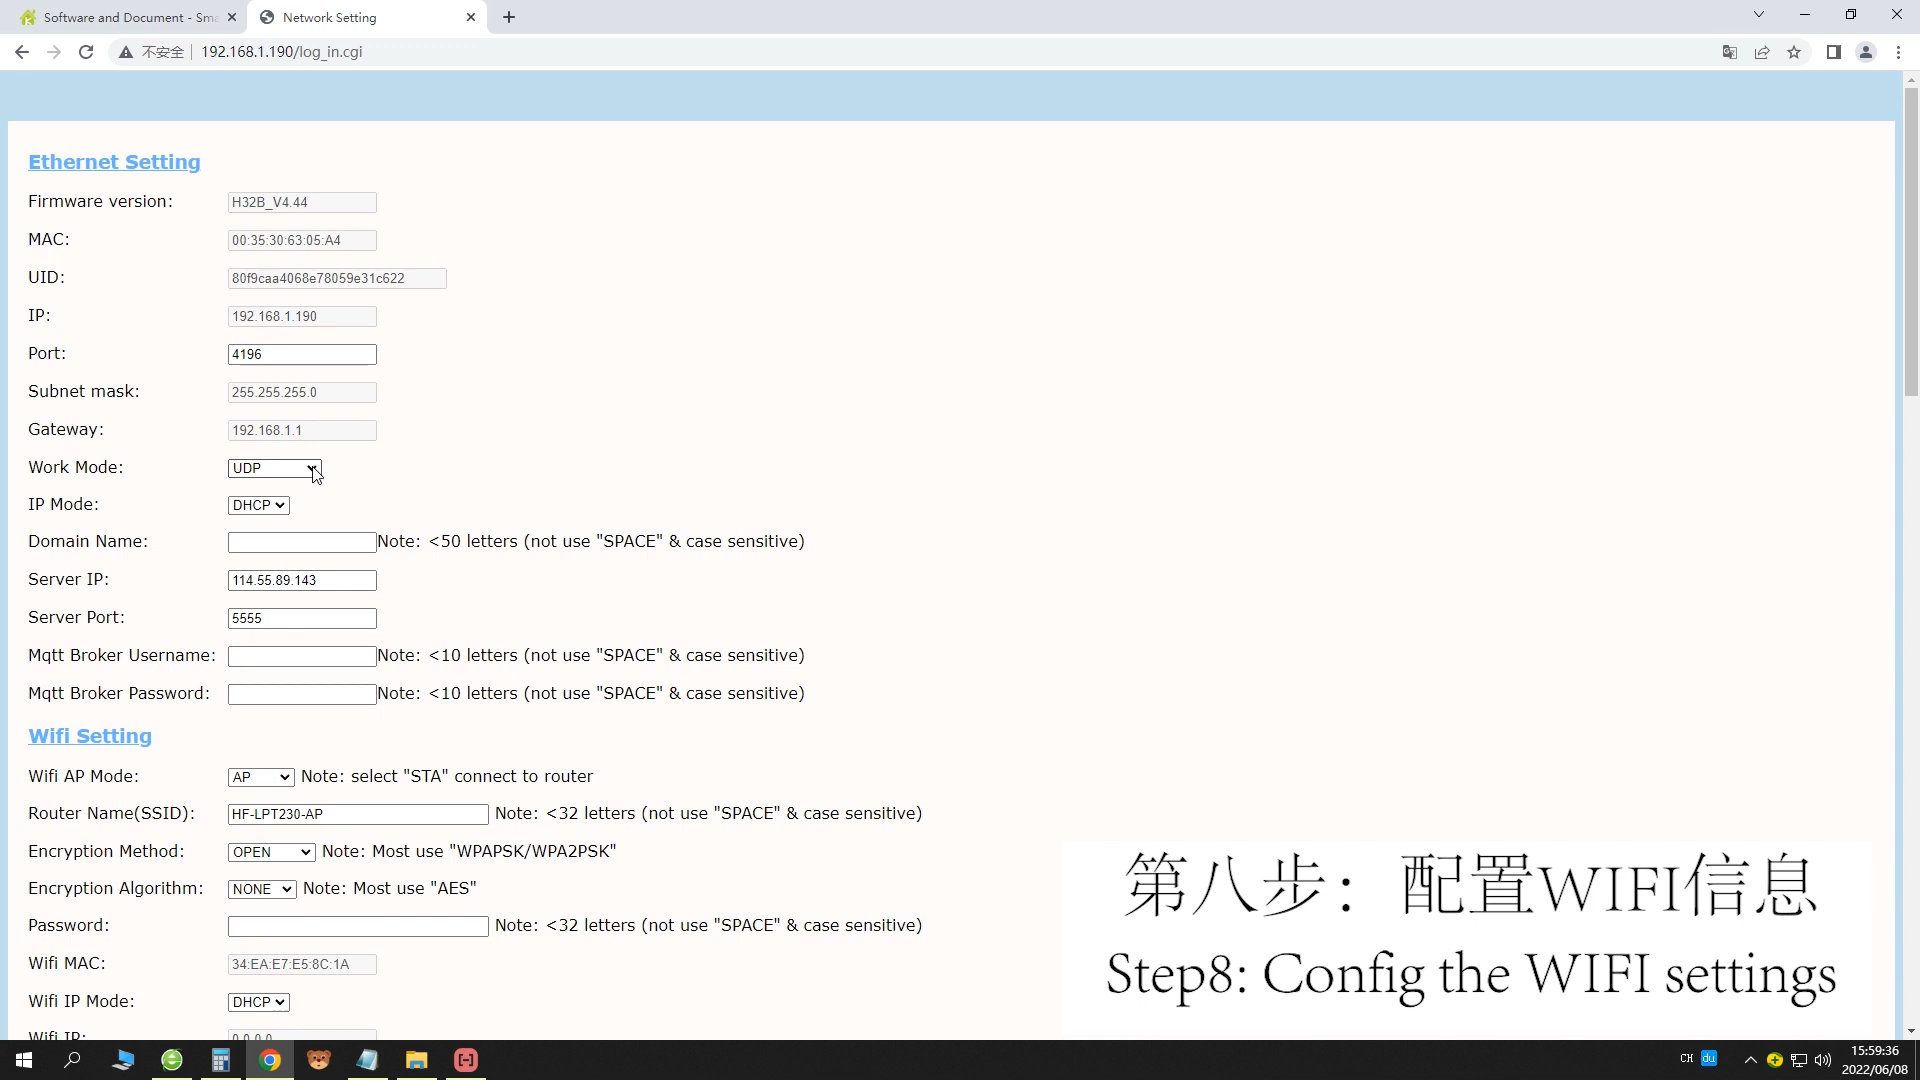 Software and Document - Sma
Network Setting
不安全
192.168.1.190/log_in.cgi
Ethernet Setting
Firmware version: H32B_V4.44
MAC: 00:35:30:63:05:A4
UID: 80f9caa4068e78059e31c622
IP: 192.168.1.190
Port: 4196
Subnet mask: 255.255.255.0
Gateway: 192.168.1.1
Work Mode: UDP
IP Mode: DHCP
Domain Name: Note: <50 letters (not use "SPACE" & case sensitive)
Server IP: 114.55.89.143
Server Port: 5555
Mqtt Broker Username: Note: <10 letters (not use "SPACE" & case sensitive)
Mqtt Broker Password: Note: <10 letters (not use "SPACE" & case sensitive)
Wifi Setting
Wifi AP Mode: AP Note: select "STA" connect to router
Router Name(SSID): HF-LPT230-AP Note: <32 letters (not use "SPACE" & case sensitive)
Encryption Method: OPEN Note: Most use "WPAPSK/WPA2PSK"
Encryption Algorithm: NONE Note: Most use "AES"
Password: Note: <32 letters (not use "SPACE" & case sensitive)
Wifi MAC: 34:EA:E7:E5:8C:1A
Wifi IP Mode: DHCP
Wifi IP: 0.0.0.0
第八步：配置WIFI信息
Step8: Config the WIFI settings
CH du
15:59:36
2022/06/08